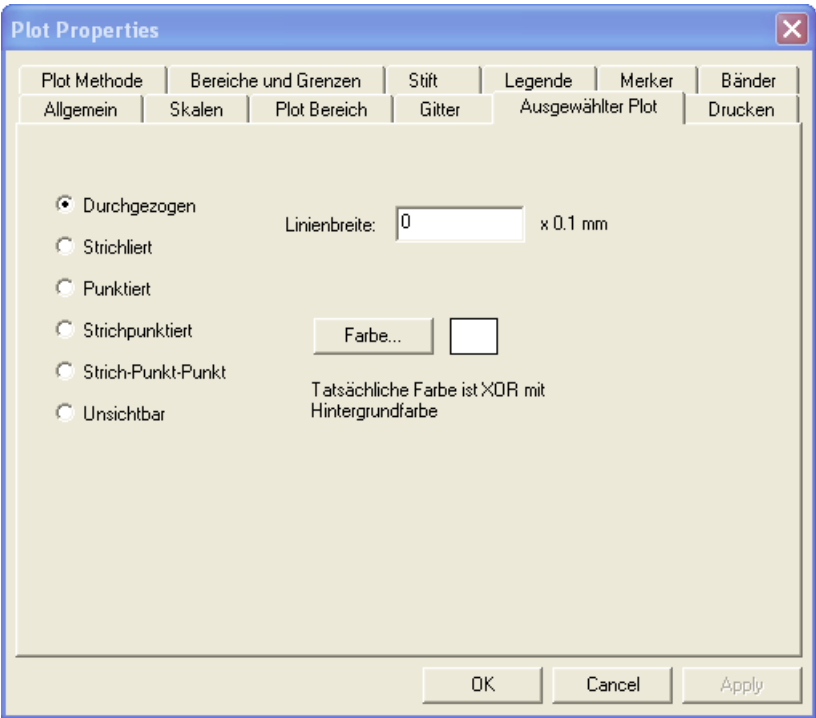 Plot Properties
Plot Methode Bereiche und Grenzen Stift Legende Merker Bänder
Allgemein Skalen Plot Bereich Gitter Ausgewählter Plot Drucken
Durchgezogen
Linienbreite: 0 x 0.1 mm
Strichliert
Punktiert
Strichpunktiert
Farbe...
Strich-Punkt-Punkt
Tatsächliche Farbe ist XOR mit
Hintergrundfarbe
Unsichtbar
OK Cancel Apply